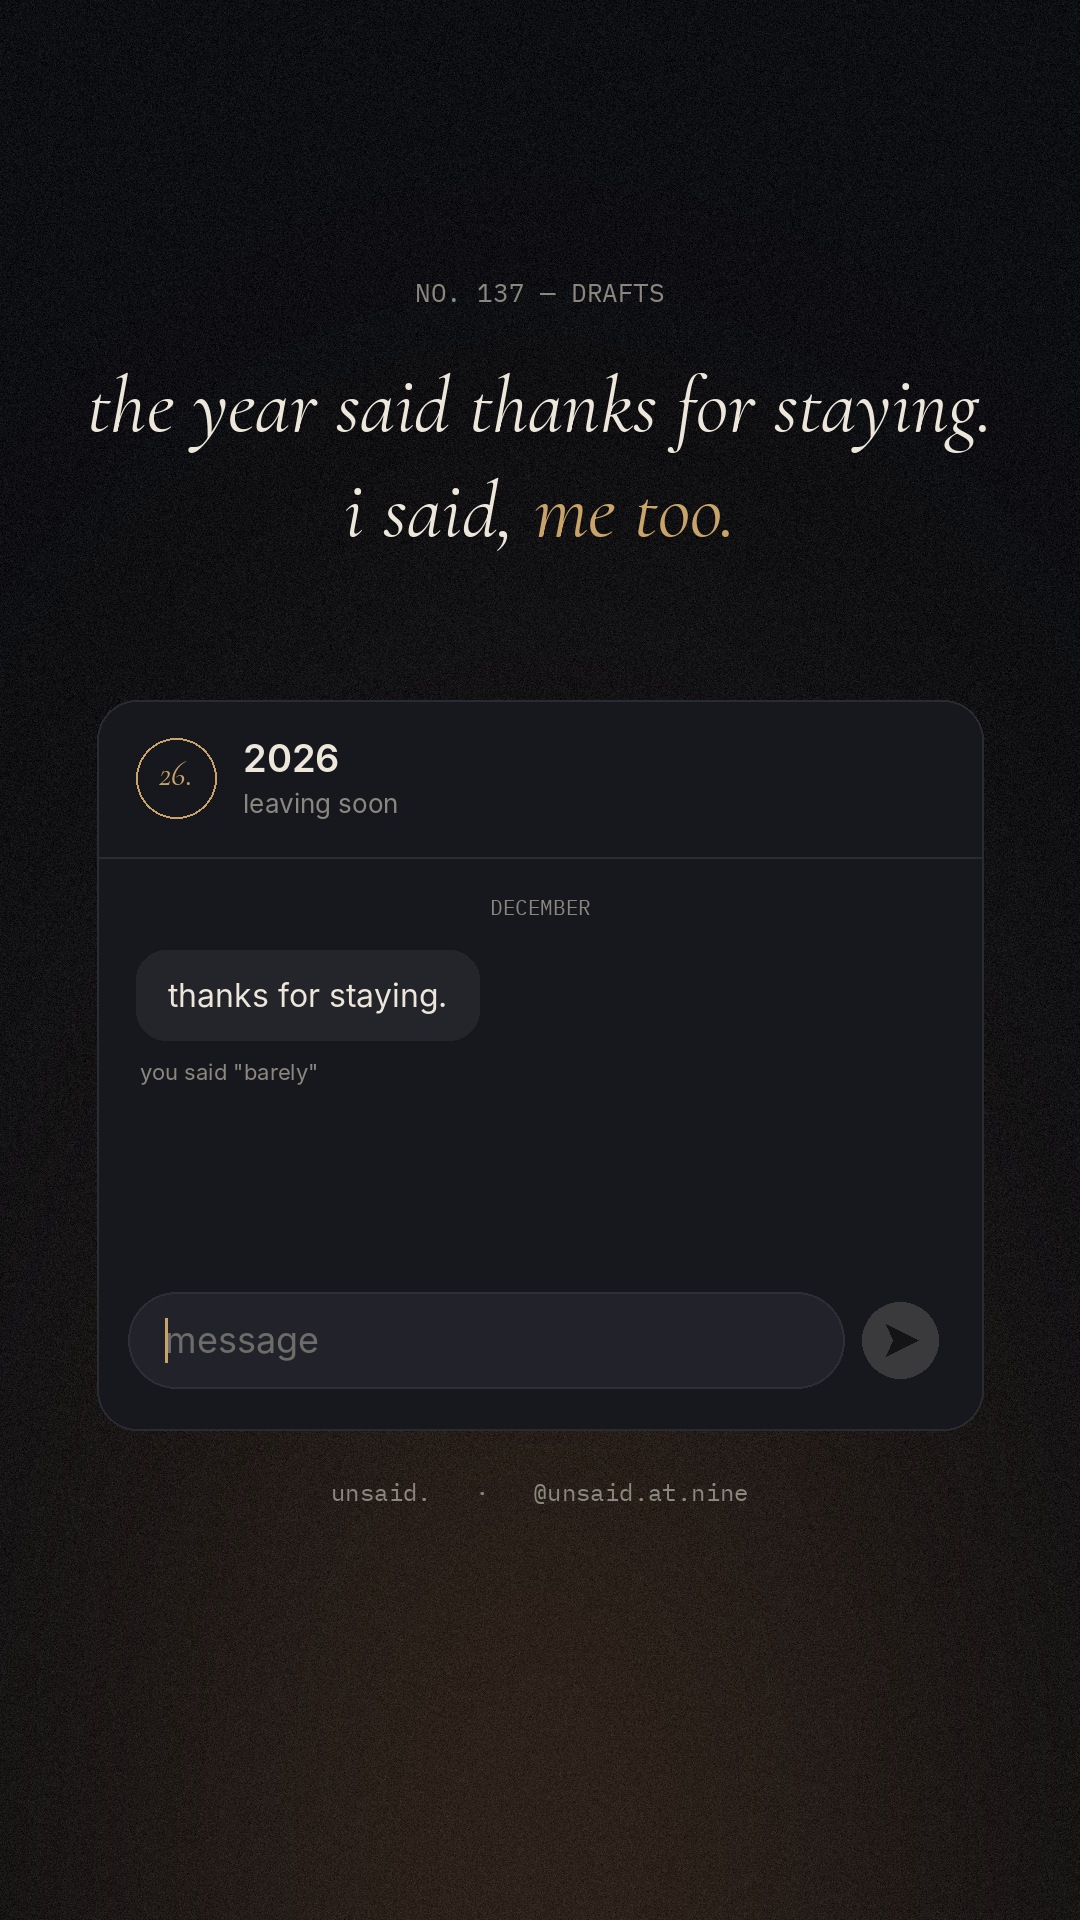 NO. 137 — DRAFTS
the year said thanks for staying.
i said, me too.
26.
2026
leaving soon
DECEMBER
thanks for staying.
you said "barely"
message
unsaid. · @unsaid.at.nine